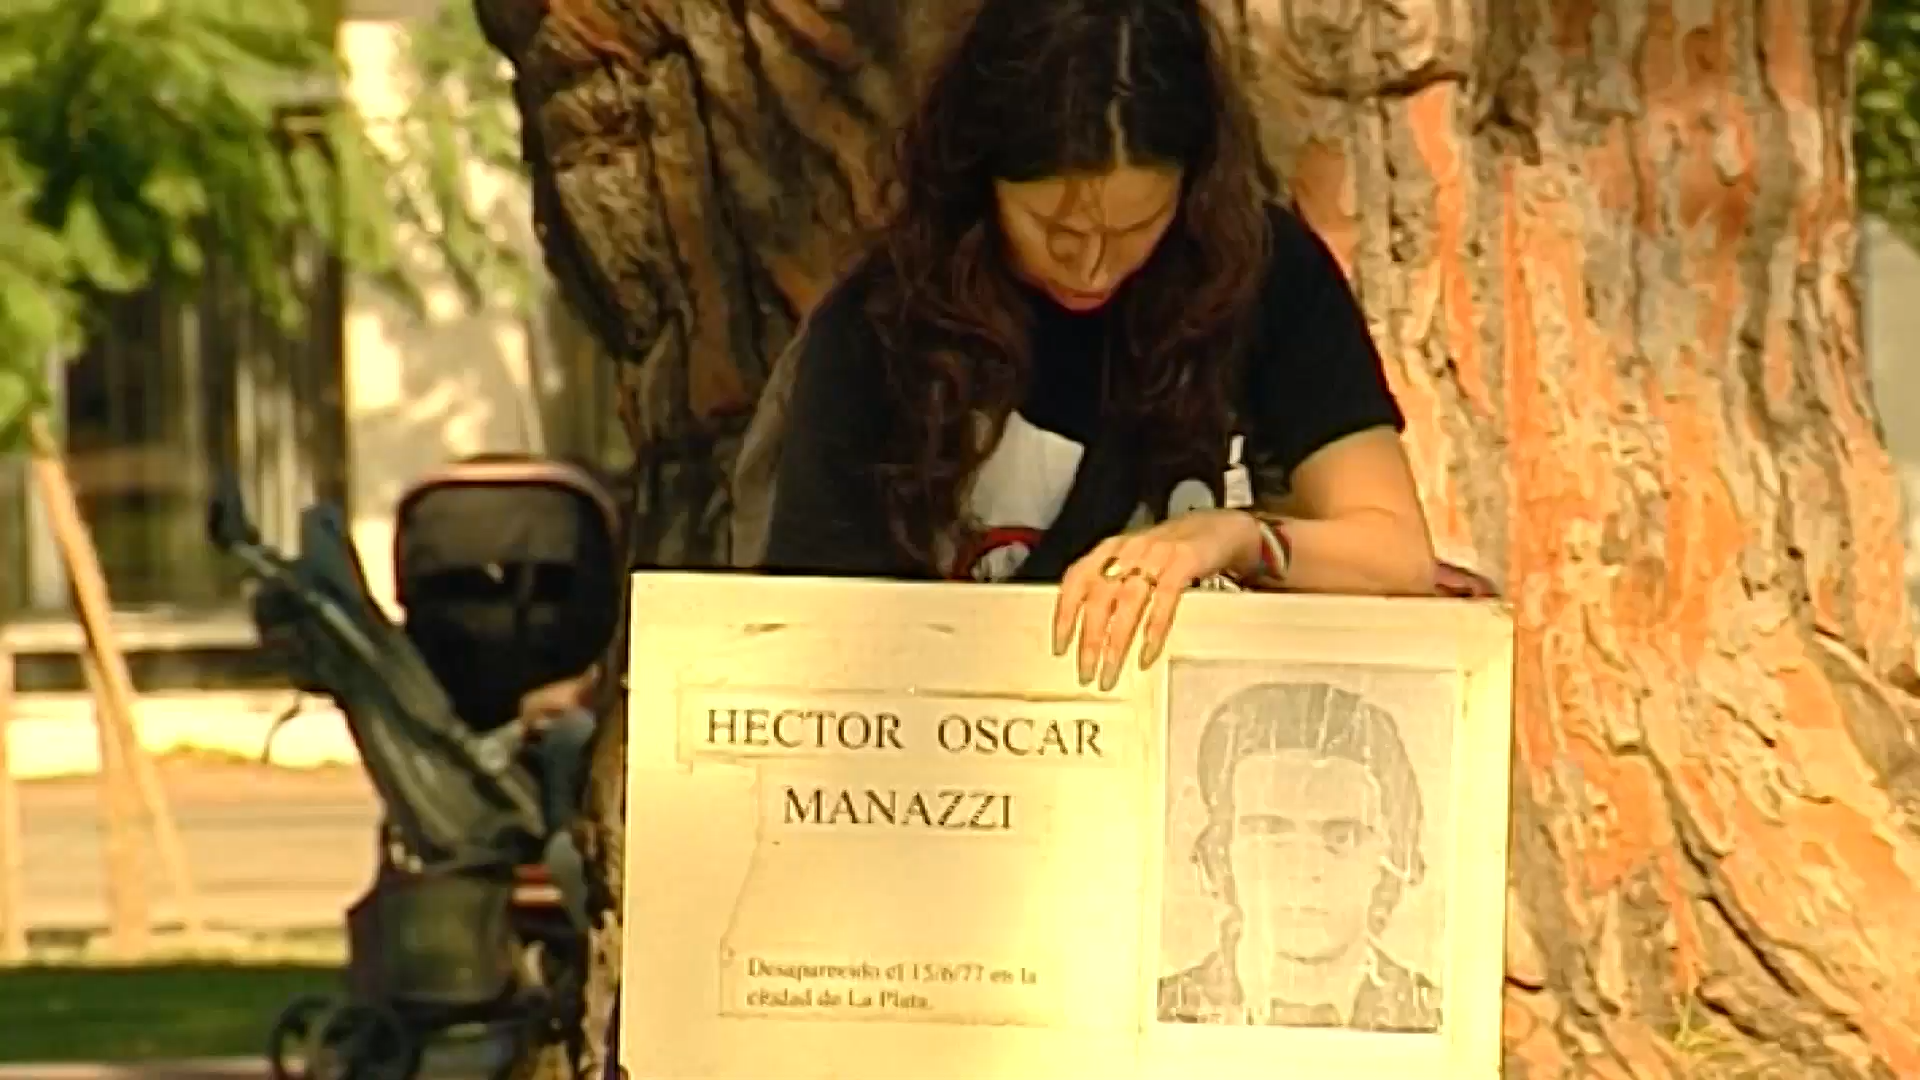 HECTOR OSCAR
MANAZZI
Desaparecido el 15/6/77 en la
ciudad de La Plata.